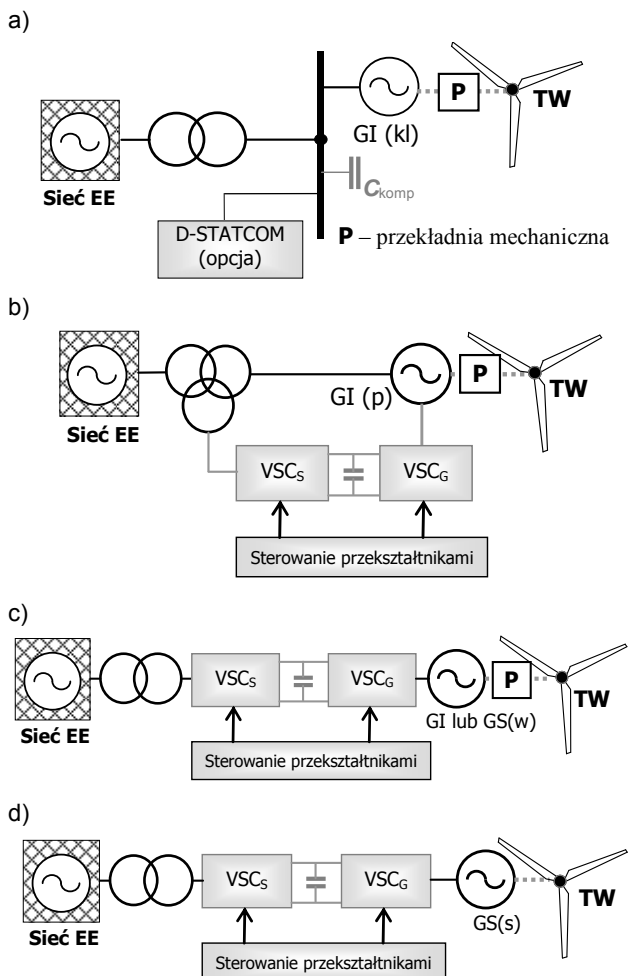 a)
P
TW
GI (kl)
Sieć EE
C komp
D-STATCOM
(opcja)
P – przekładnia mechaniczna
b)
P
TW
GI (p)
Sieć EE
VSCS
VSCG
Sterowanie przekształtnikami
c)
VSCS
VSCG
P
TW
GI lub GS(w)
Sieć EE
Sterowanie przekształtnikami
d)
VSCS
VSCG
TW
GS(s)
Sieć EE
Sterowanie przekształtnikami